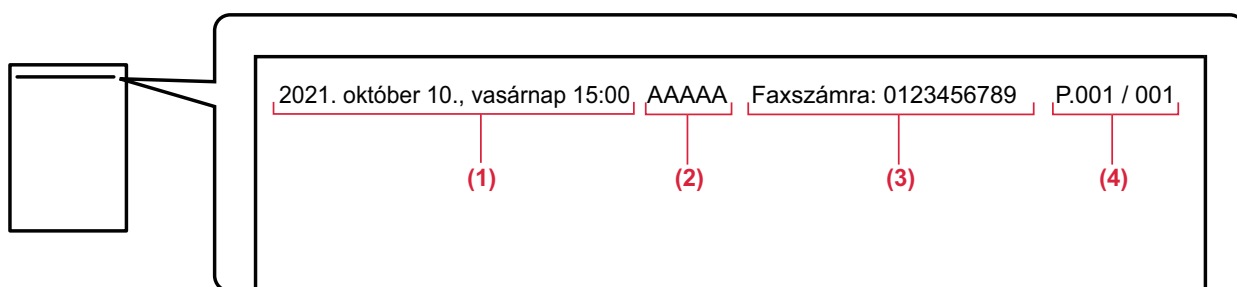 2021. október 10., vasárnap 15:00 AAAAA Faxszámra: 0123456789 P.001 / 001
(1) (2) (3) (4)